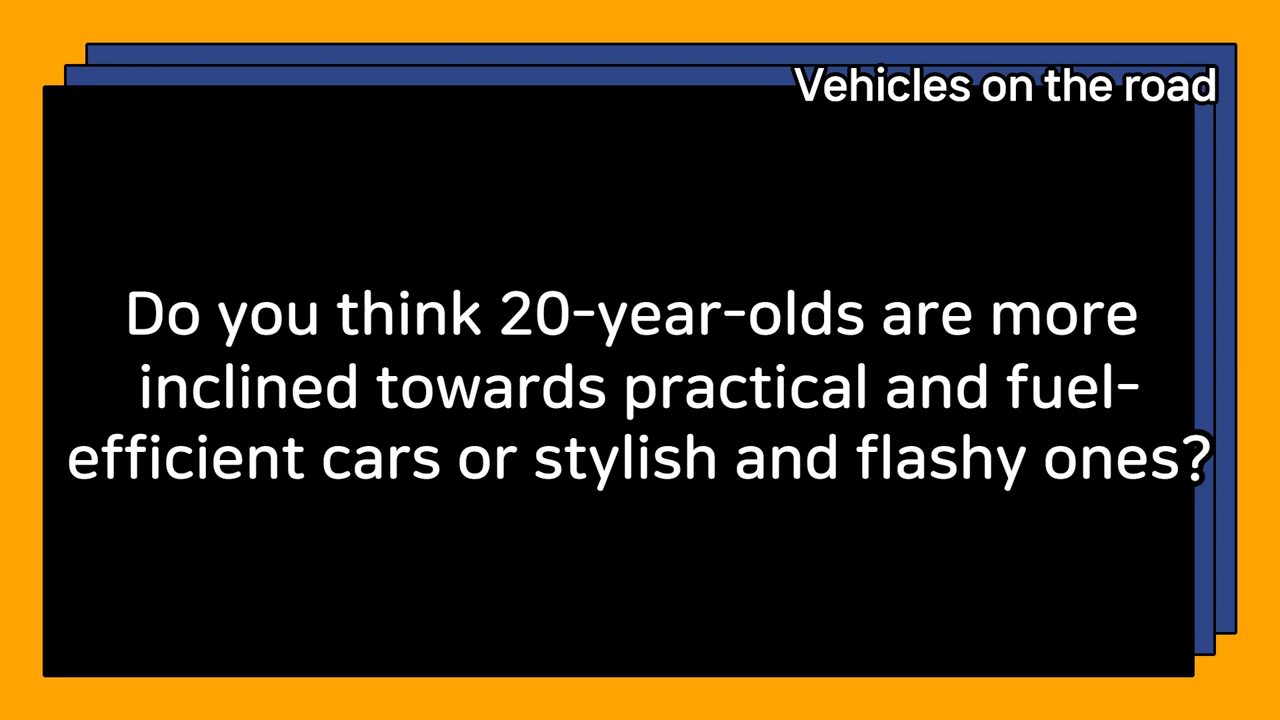 Vehicles on the road
Do you think 20-year-olds are more
inclined towards practical and fuel-
efficient cars or stylish and flashy ones?